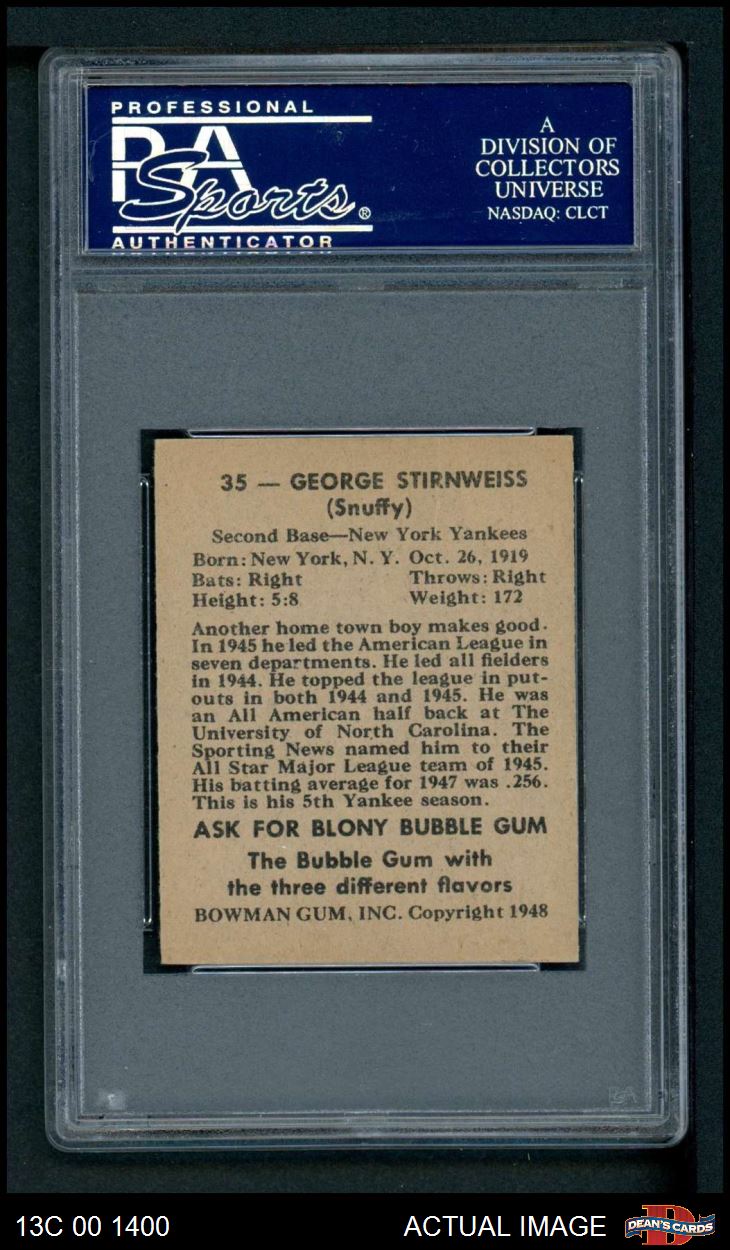 PROFESSIONAL
PSA
Sports®
AUTHENTICATOR
A
DIVISION OF
COLLECTORS
UNIVERSE
NASDAQ: CLCT
35 — GEORGE STIRNWEISS
(Snuffy)
Second Base—New York Yankees
Born: New York, N. Y. Oct. 26, 1919
Bats: Right Throws: Right
Height: 5:8 Weight: 172
Another home town boy makes good.
In 1945 he led the American League in
seven departments. He led all fielders
in 1944. He topped the league in put-
outs in both 1944 and 1945. He was
an All American half back at The
University of North Carolina. The
Sporting News named him to their
All Star Major League team of 1945.
His batting average for 1947 was .256.
This is his 5th Yankee season.
ASK FOR BLONY BUBBLE GUM
The Bubble Gum with
the three different flavors
BOWMAN GUM, INC. Copyright 1948
13C 00 1400
ACTUAL IMAGE
DEAN'S CARDS